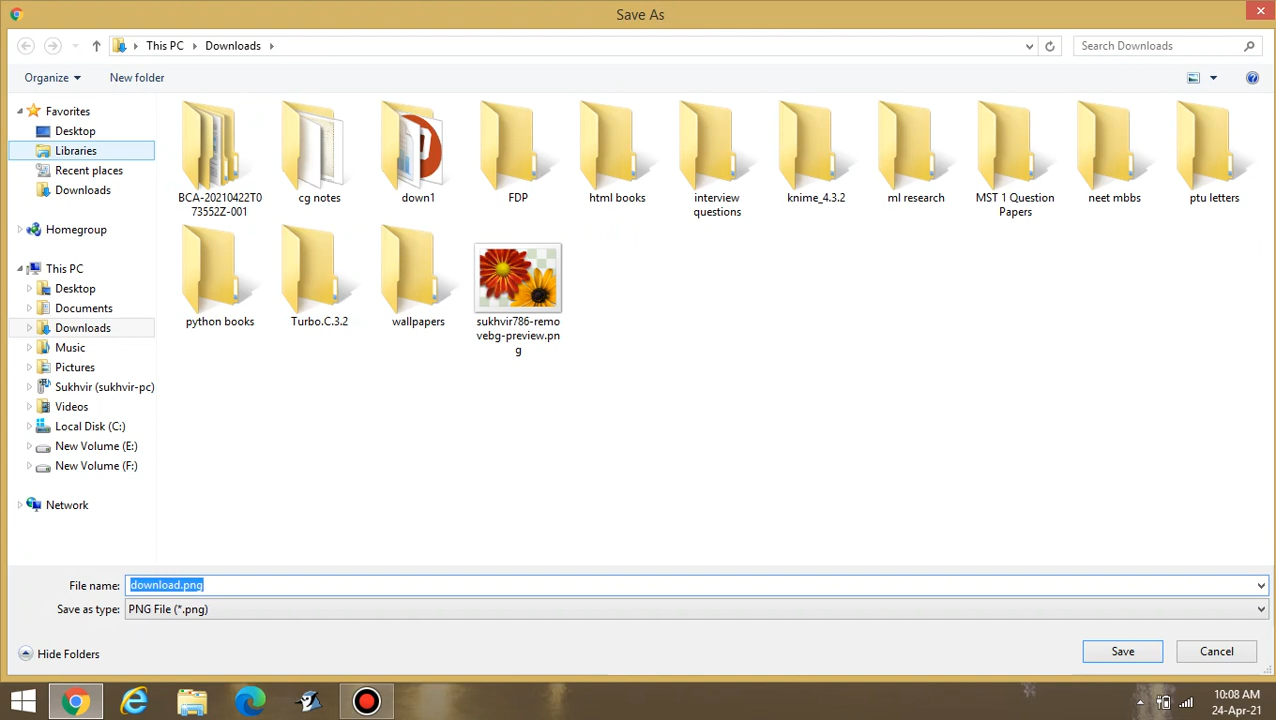 Save As
This PC
Downloads
Search Downloads
Organize
New folder
Favorites
Desktop
Libraries
Recent places
Downloads
Homegroup
This PC
Desktop
Documents
Downloads
Music
Pictures
Sukhvir (sukhvir-pc)
Videos
Local Disk (C:)
New Volume (E:)
New Volume (F:)
Network
BCA-20210422T0
73552Z-001
cg notes
down1
FDP
html books
interview
questions
knime_4.3.2
ml research
MST 1 Question
Papers
neet mbbs
ptu letters
python books
Turbo.C.3.2
wallpapers
sukhvir786-remo
vebg-preview.pn
g
File name:
download.png
Save as type:
PNG File (*.png)
Hide Folders
Save
Cancel
10:08 AM
24-Apr-21